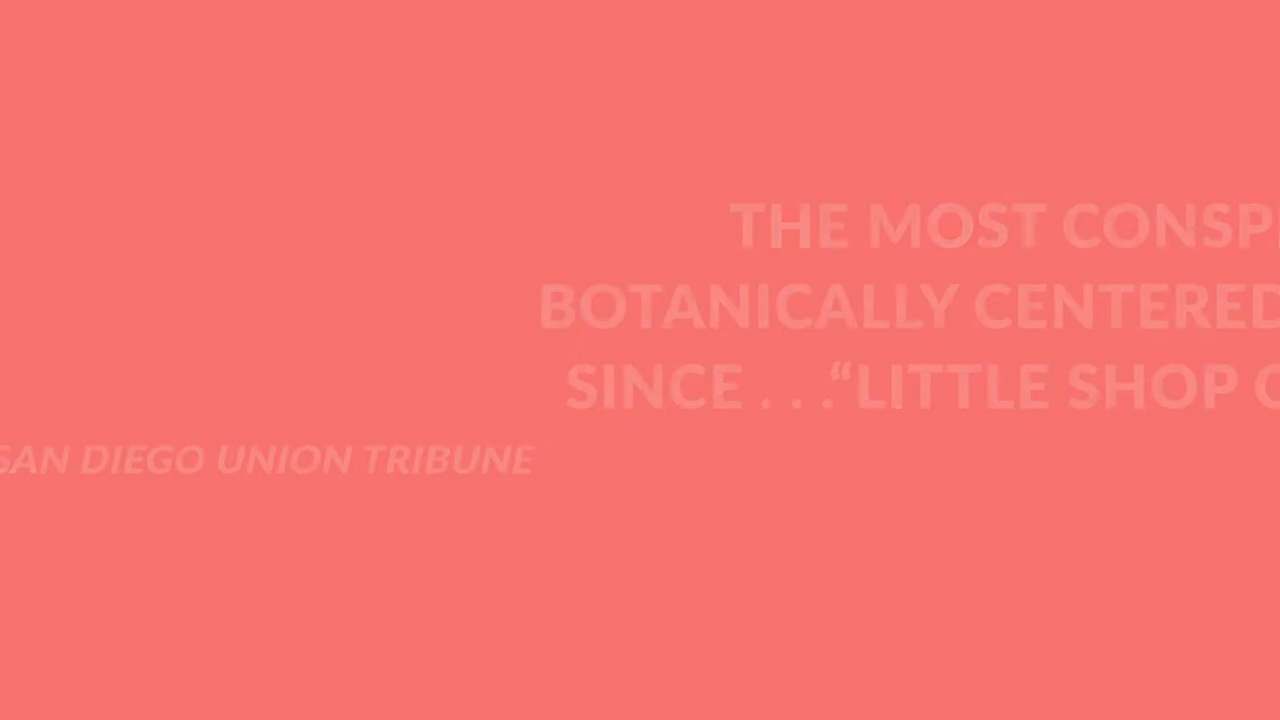 THE MOST CONSP
BOTANICALLY CENTERED
SINCE . . .“LITTLE SHOP O
SAN DIEGO UNION TRIBUNE